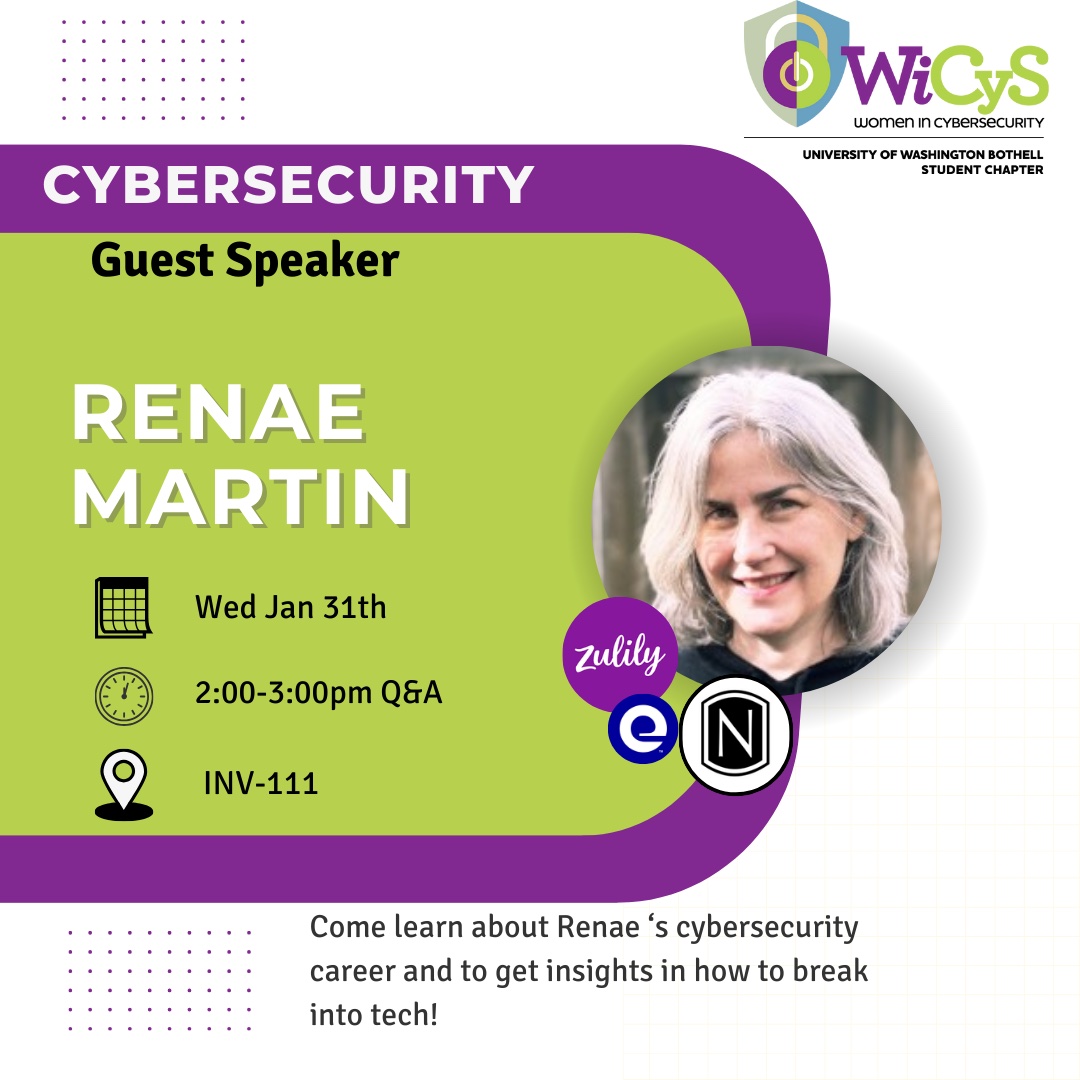 WiCyS
WOMEN IN CYBERSECURITY
UNIVERSITY OF WASHINGTON BOTHELL
STUDENT CHAPTER
CYBERSECURITY
Guest Speaker
RENAE
MARTIN
Wed Jan 31th
2:00-3:00pm Q&A
INV-111
zulily
e
N
Come learn about Renae ‘s cybersecurity
career and to get insights in how to break
into tech!